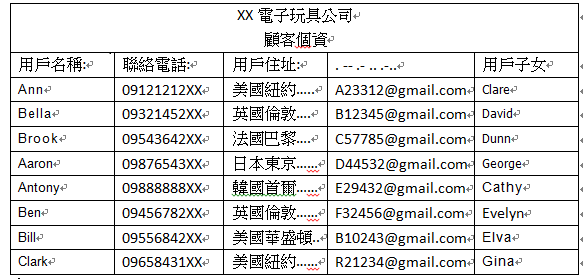 XX 電子玩具公司
顧客個資
用戶名稱: 聯絡電話: 用戶住址: . -- .- .. .-.. 用戶子女
Ann 09121212XX 美國紐約..... A23312@gmail.com Clare
Bella 09321452XX 英國倫敦.... B12345@gmail.com David
Brook 09543642XX 法國巴黎.... C57785@gmail.com Dunn
Aaron 09876543XX 日本東京...... D44532@gmail.com George
Antony 09888888XX 韓國首爾...... E29432@gmail.com Cathy
Ben 09456782XX 英國倫敦...... F32456@gmail.com Evelyn
Bill 09556842XX 美國華盛頓.. B10243@gmail.com Elva
Clark 09658431XX 美國紐約...... R21234@gmail.com Gina